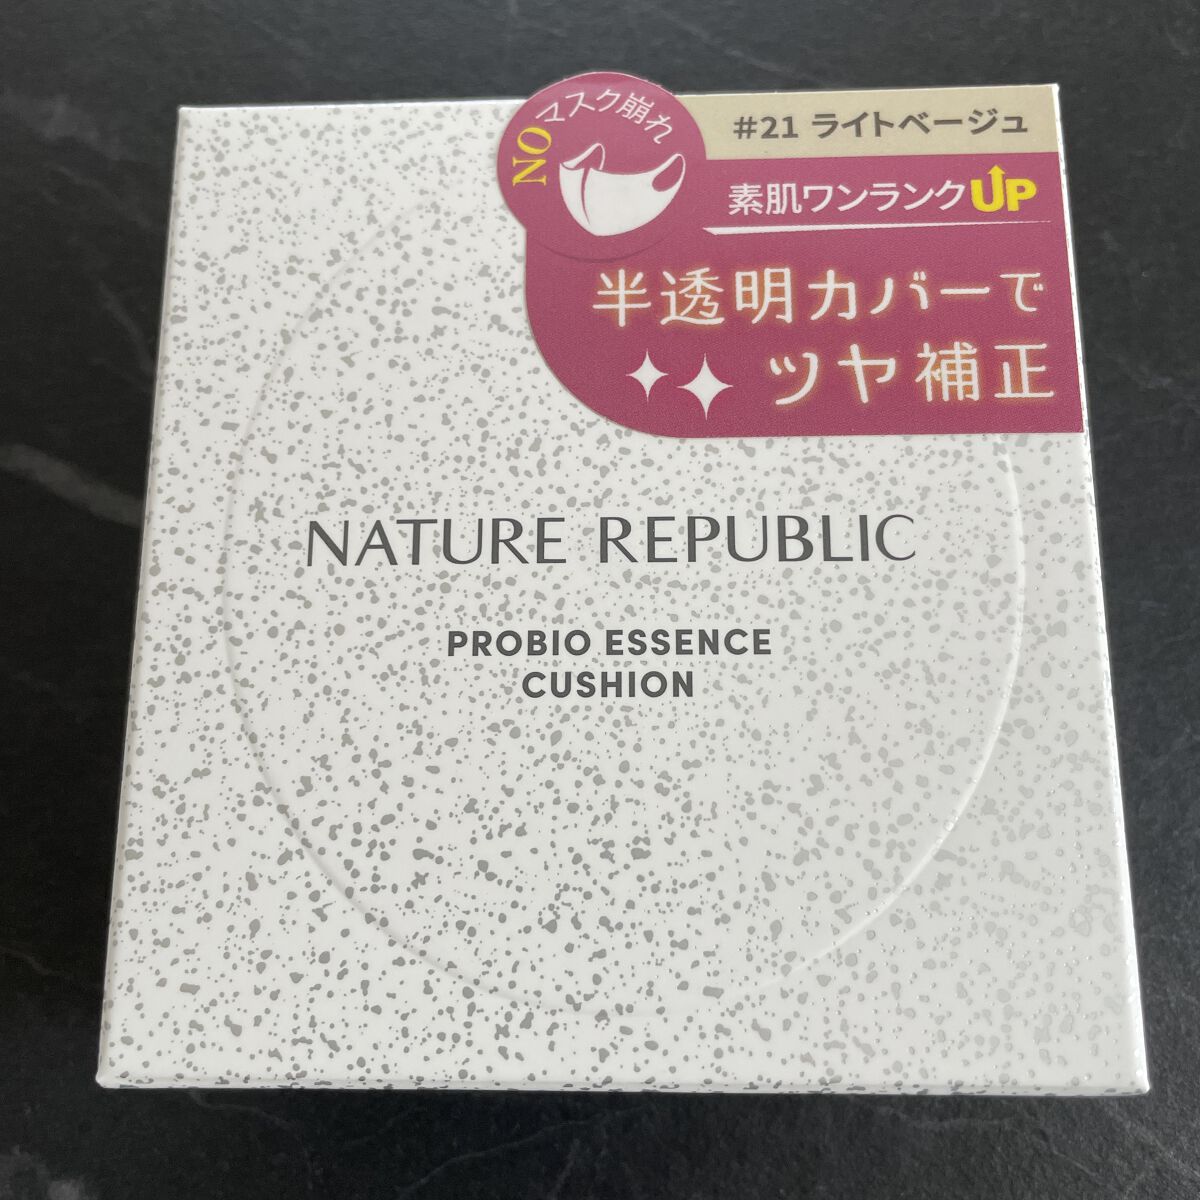 NO マスク崩れ
#21 ライトベージュ
素肌ワンランクUP
半透明カバーで
ツヤ補正
NATURE REPUBLIC
PROBIO ESSENCE
CUSHION